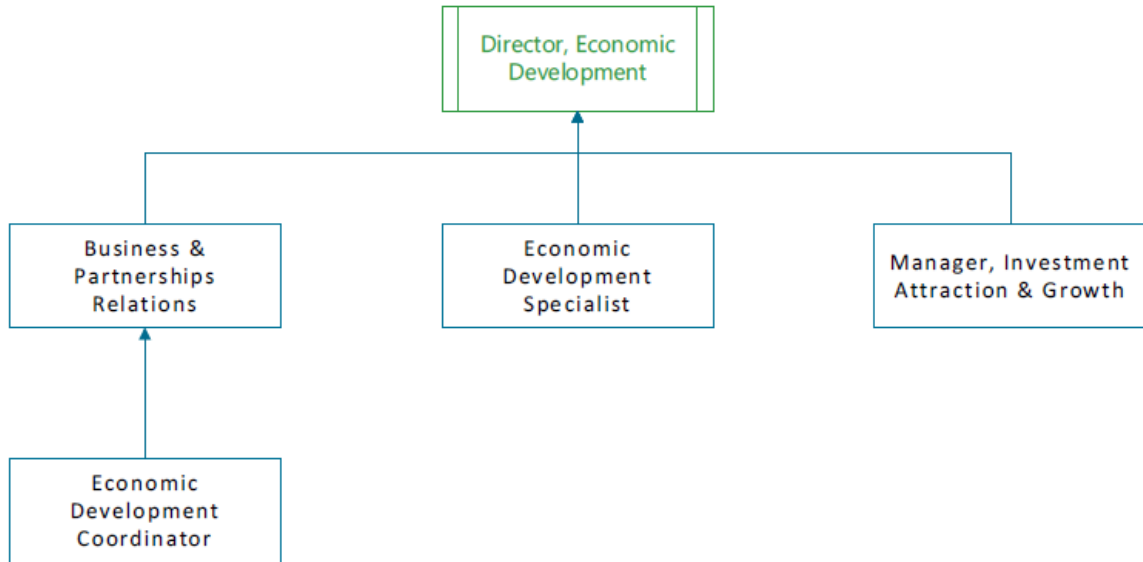 Director, Economic
Development
Business &
Partnerships
Relations
Economic
Development
Specialist
Manager, Investment
Attraction & Growth
Economic
Development
Coordinator